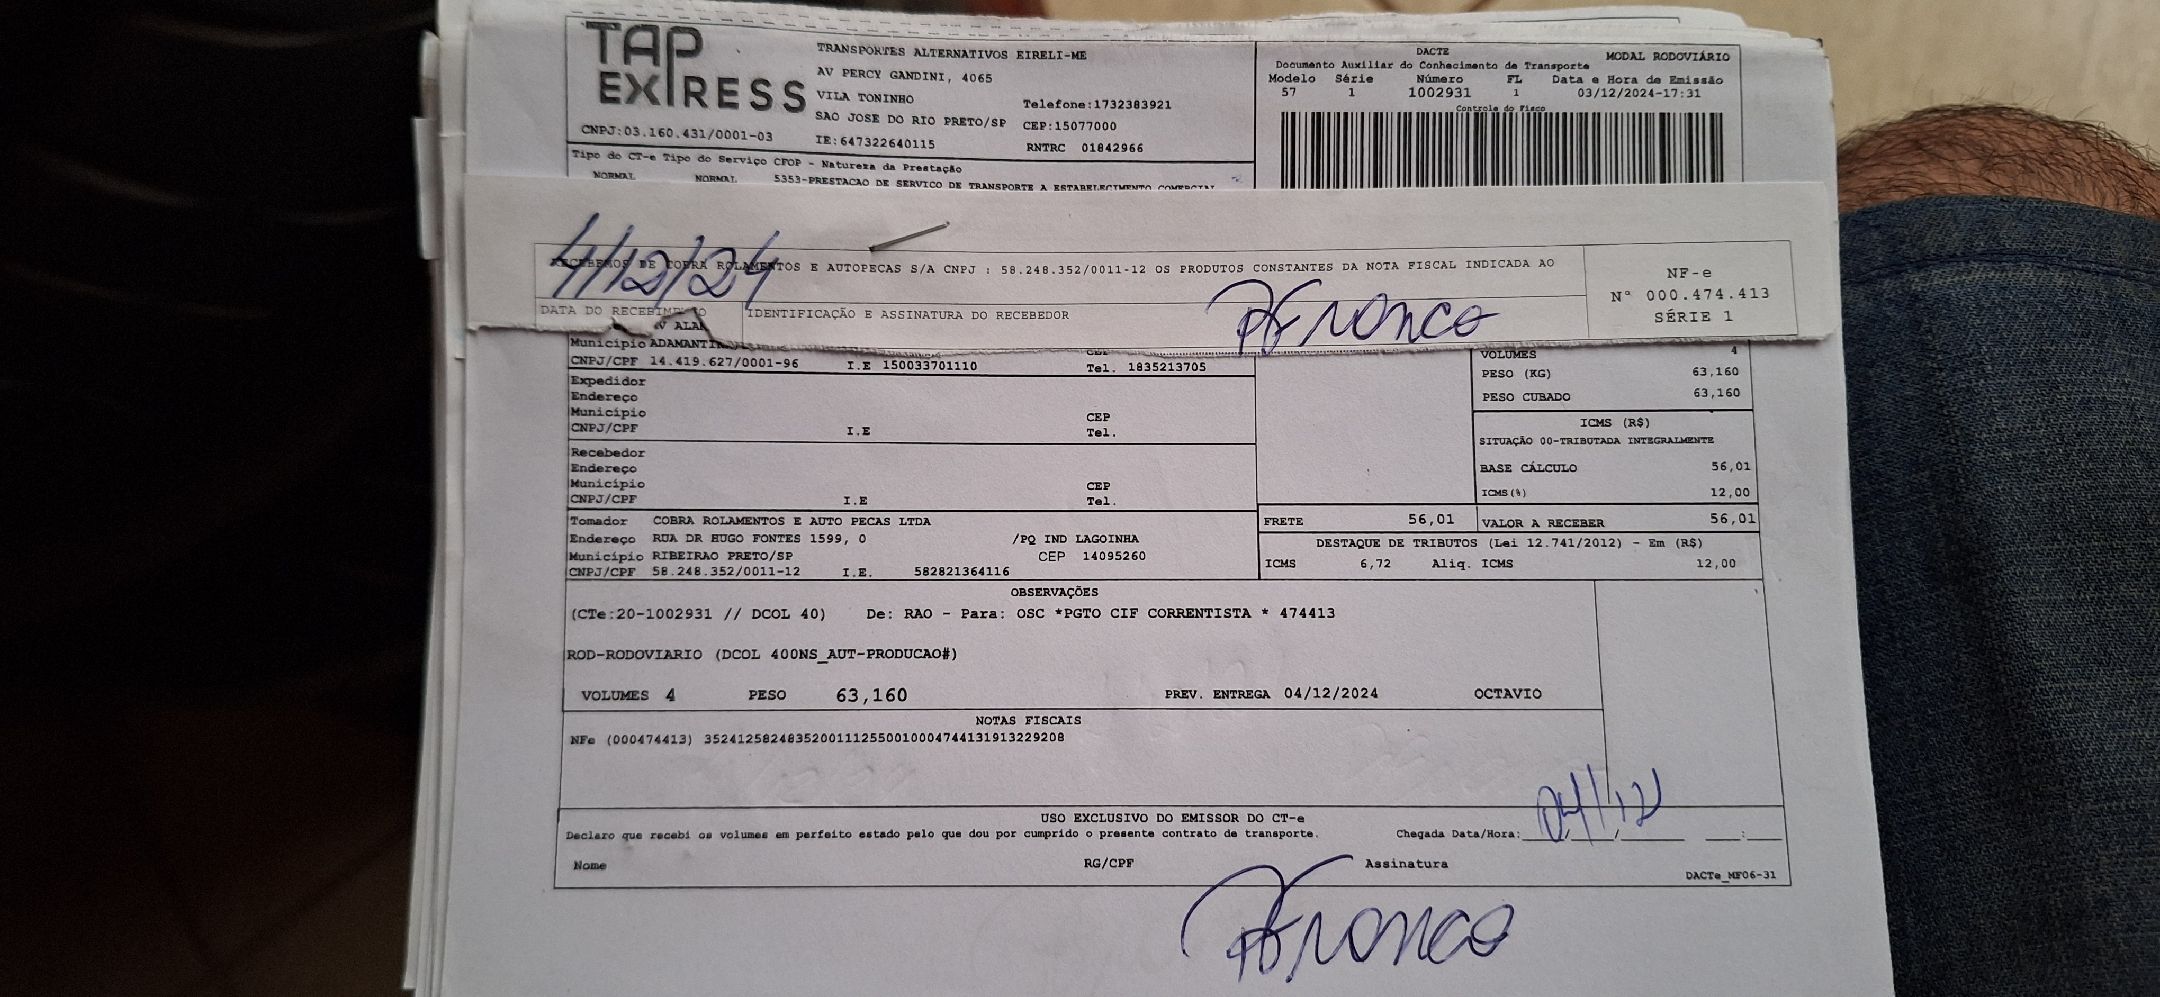 TAP EXPRESS
TRANSPORTES ALTERNATIVOS EIRELI-ME
AV PERCY GANDINI, 4065
VILA TONINHO
Telefone:1732383921
SAO JOSE DO RIO PRETO/SP CEP:15077000
CNPJ:03.160.431/0001-03 IE:647322640115 RNTRC 01842966
DACTE MODAL RODOVIÁRIO
Documento Auxiliar do Conhecimento de Transporte
Modelo Série Número FL Data e Hora de Emissão
57 1 1002931 1 03/12/2024-17:31
Controle do Fisco
Tipo do CT-e Tipo do Serviço CFOP - Natureza da Prestação
NORMAL NORMAL 5353-PRESTACAO DE SERVICO DE TRANSPORTE A ESTABELECIMENTO COMERCIAL
4/12/24
RECEBEMOS DE COBRA ROLAMENTOS E AUTOPECAS S/A CNPJ : 58.248.352/0011-12 OS PRODUTOS CONSTANTES DA NOTA FISCAL INDICADA AO
NF-e
Nº 000.474.413
SÉRIE 1
DATA DO RECEBIMENTO IDENTIFICAÇÃO E ASSINATURA DO RECEBEDOR
Franco
Município ADAMANTI
CNPJ/CPF 14.419.627/0001-96 I.E 150033701110 Tel. 1835213705
Expedidor
Endereço
Município CEP
CNPJ/CPF I.E Tel.
Recebedor
Endereço
Município CEP
CNPJ/CPF I.E Tel.
VOLUMES 4
PESO (KG) 63,160
PESO CUBADO 63,160
ICMS (R$)
SITUAÇÃO 00-TRIBUTADA INTEGRALMENTE
BASE CÁLCULO 56,01
ICMS(%) 12,00
Tomador COBRA ROLAMENTOS E AUTO PECAS LTDA
Endereço RUA DR HUGO FONTES 1599, 0 /PQ IND LAGOINHA
Município RIBEIRAO PRETO/SP CEP 14095260
CNPJ/CPF 58.248.352/0011-12 I.E. 582821364116
FRETE 56,01 VALOR A RECEBER 56,01
DESTAQUE DE TRIBUTOS (Lei 12.741/2012) - Em (R$)
ICMS 6,72 Aliq. ICMS 12,00
OBSERVAÇÕES
(CTe:20-1002931 // DCOL 40) De: RAO - Para: OSC *PGTO CIF CORRENTISTA * 474413
ROD-RODOVIARIO (DCOL 400NS_AUT-PRODUCAO#)
VOLUMES 4 PESO 63,160 PREV. ENTREGA 04/12/2024 OCTAVIO
NOTAS FISCAIS
NFe (000474413) 35241258248352001112550010004744131913229208
USO EXCLUSIVO DO EMISSOR DO CT-e
Declaro que recebi os volumes em perfeito estado pelo que dou por cumprido o presente contrato de transporte. Chegada Data/Hora: 04/12
Nome RG/CPF Assinatura
DACTe_MF06-31
Franco